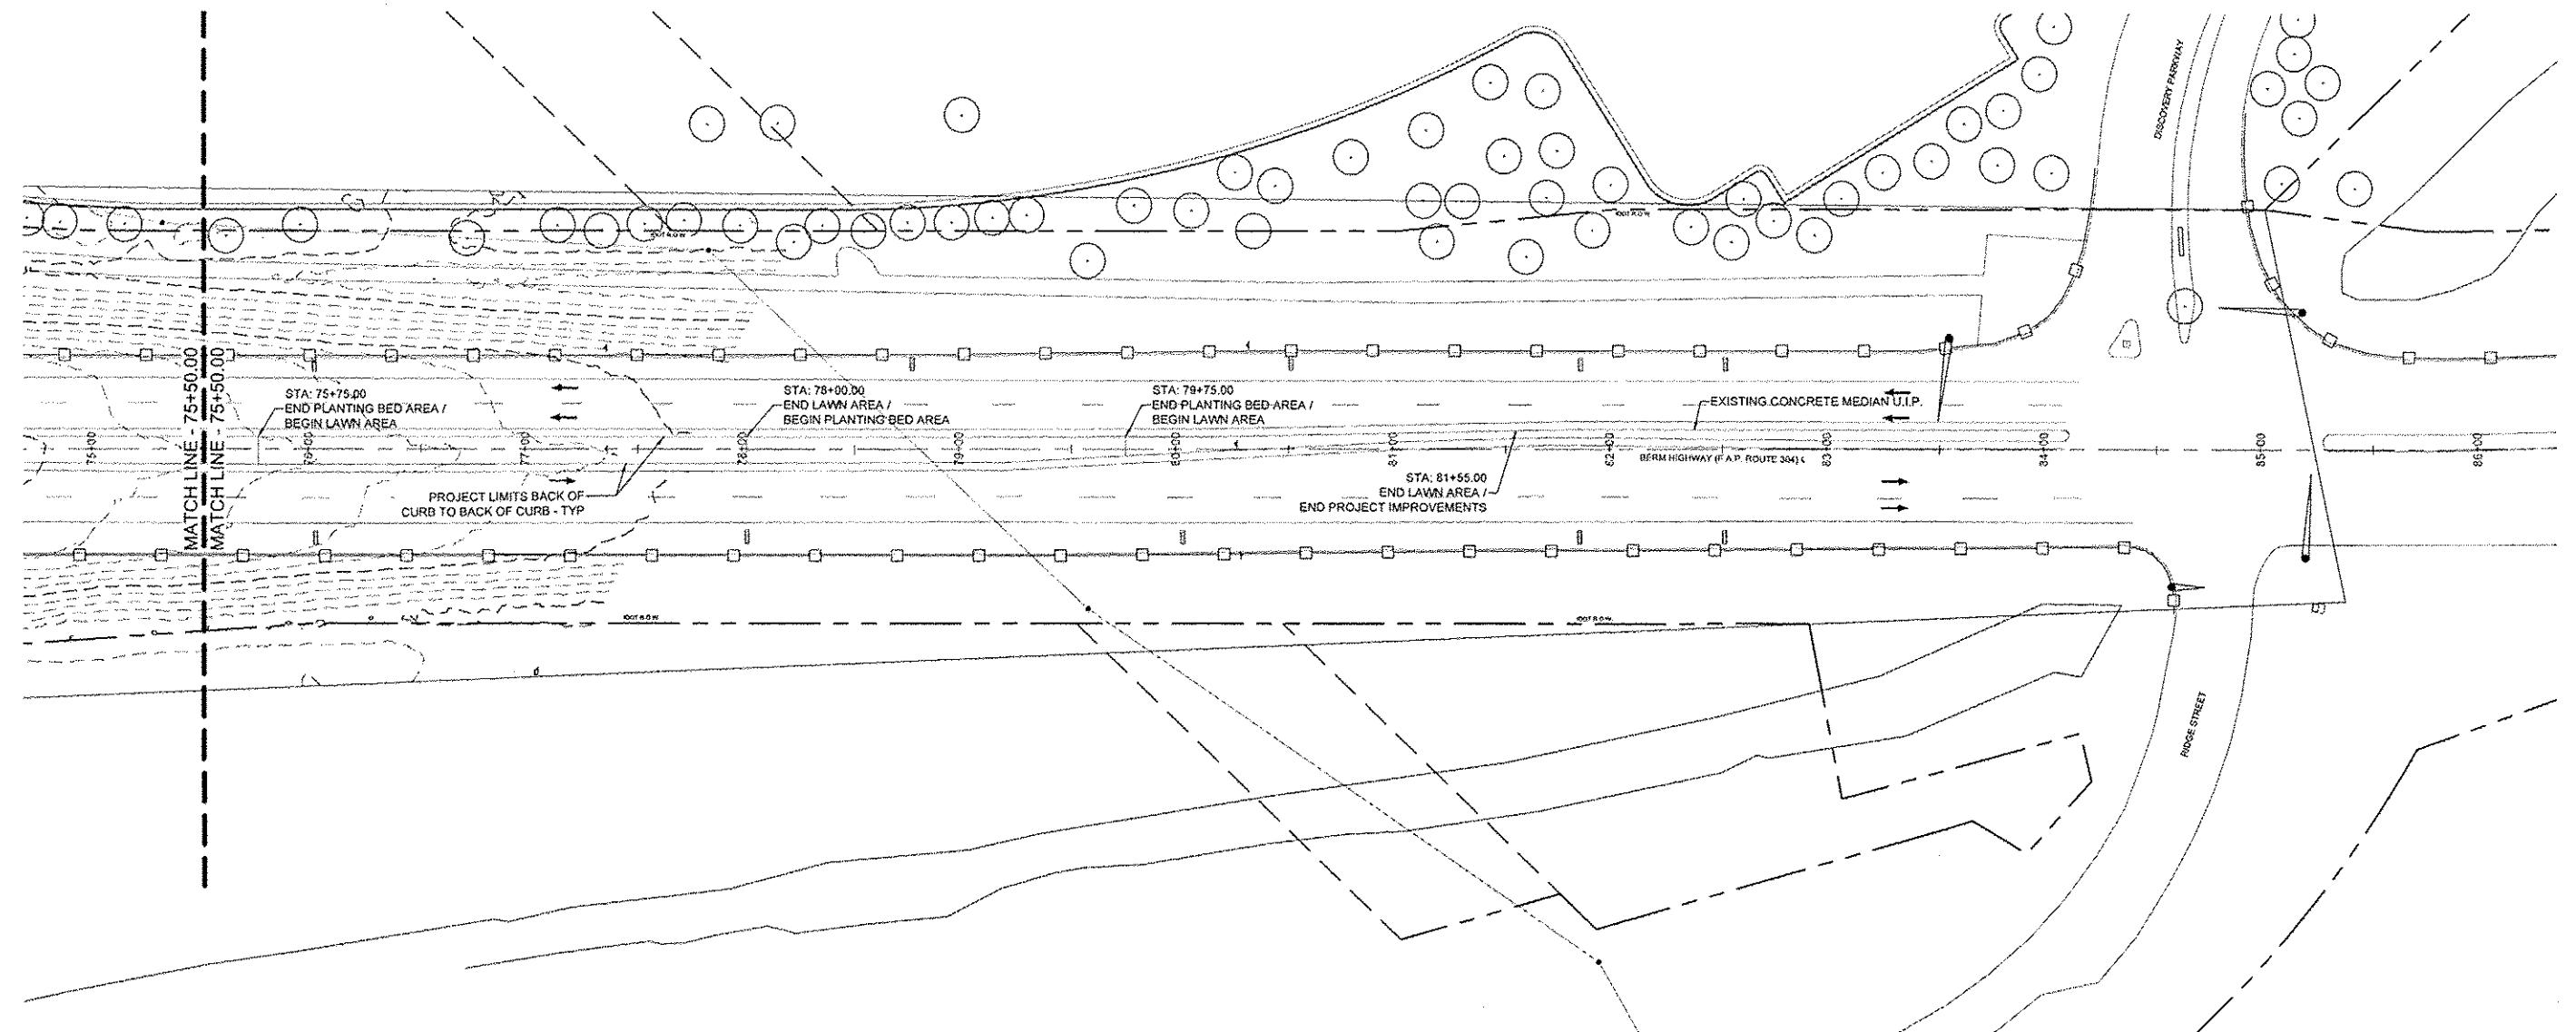 DISCOVERY PARKWAY
MATCH LINE - 75+50.00
MATCH LINE - 75+50.00
STA: 75+75.00
END PLANTING BED AREA /
BEGIN LAWN AREA
STA: 78+00.00
END LAWN AREA /
BEGIN PLANTING BED AREA
STA: 79+75.00
END PLANTING BED AREA /
BEGIN LAWN AREA
EXISTING CONCRETE MEDIAN U.I.P.
75+00
76+00
77+00
78+00
79+00
80+00
81+00
82+00
83+00
84+00
85+00
86+00
BERM HIGHWAY (F.A.P. ROUTE 304)
PROJECT LIMITS BACK OF
CURB TO BACK OF CURB - TYP
STA: 81+55.00
END LAWN AREA /
END PROJECT IMPROVEMENTS
RIDGE STREET